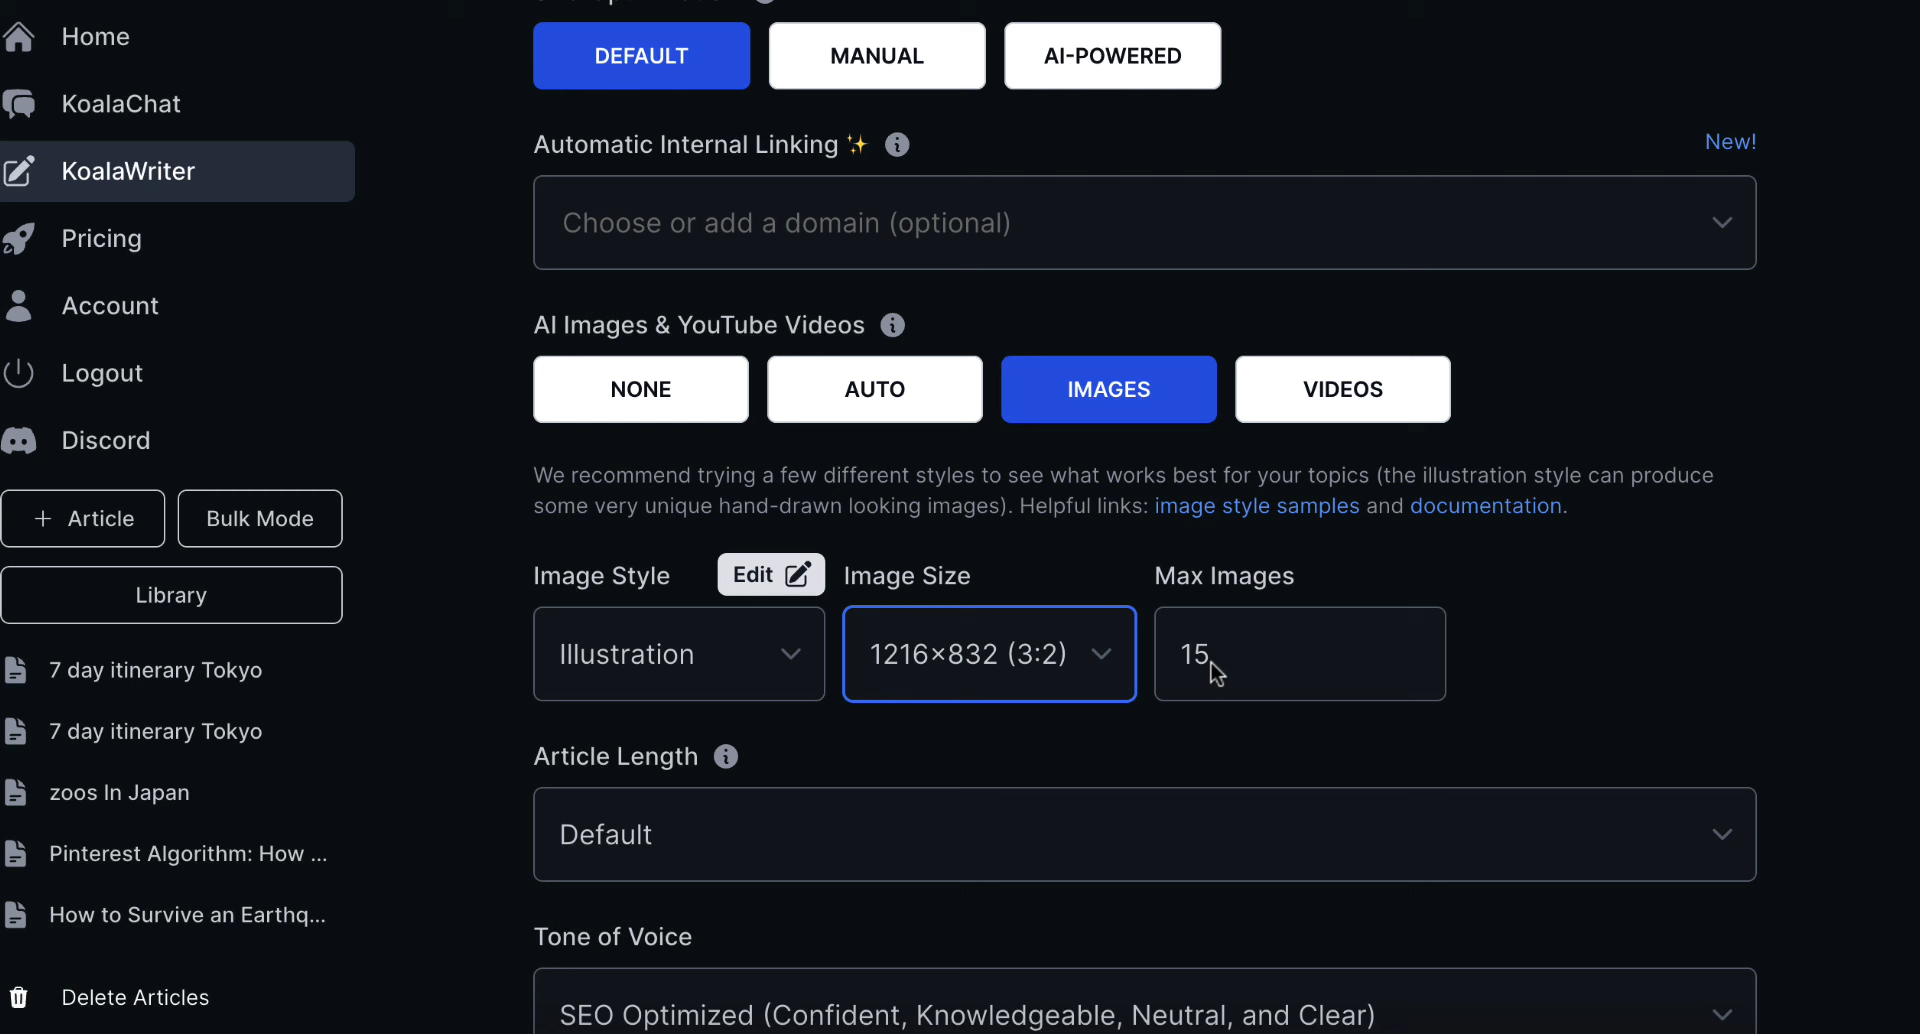 Home
KoalaChat
KoalaWriter
Pricing
Account
Logout
Discord
+ Article
Bulk Mode
Library
7 day itinerary Tokyo
7 day itinerary Tokyo
zoos In Japan
Pinterest Algorithm: How ...
How to Survive an Earthq...
Delete Articles
DEFAULT
MANUAL
AI-POWERED
Automatic Internal Linking ✨
New!
Choose or add a domain (optional)
AI Images & YouTube Videos
NONE
AUTO
IMAGES
VIDEOS
We recommend trying a few different styles to see what works best for your topics (the illustration style can produce
some very unique hand-drawn looking images). Helpful links: image style samples and documentation.
Image Style
Edit
Image Size
Max Images
Illustration
1216×832 (3:2)
15
Article Length
Default
Tone of Voice
SEO Optimized (Confident, Knowledgeable, Neutral, and Clear)